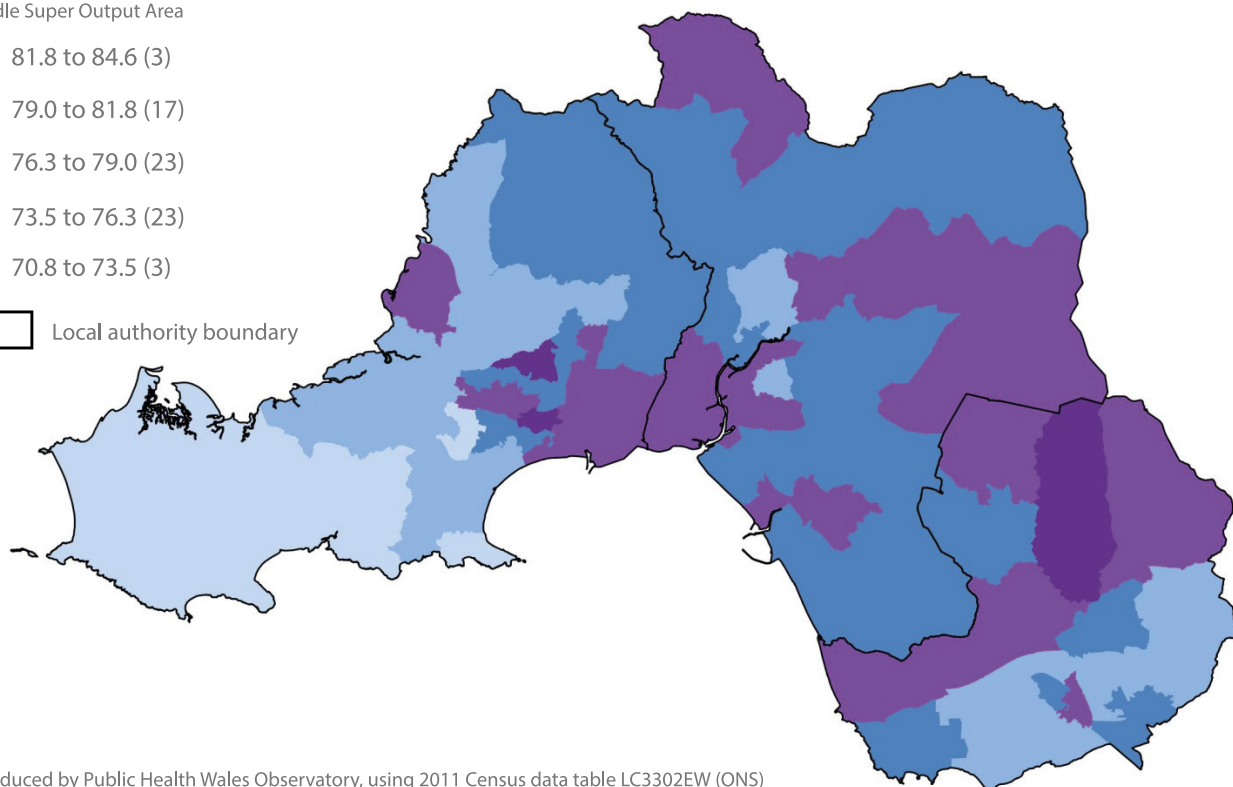 Super Output Area
81.8 to 84.6 (3)
79.0 to 81.8 (17)
76.3 to 79.0 (23)
73.5 to 76.3 (23)
70.8 to 73.5 (3)
Local authority boundary
by Public Health Wales Observatory, using 2011 Census data table LC3302EW (ONS)